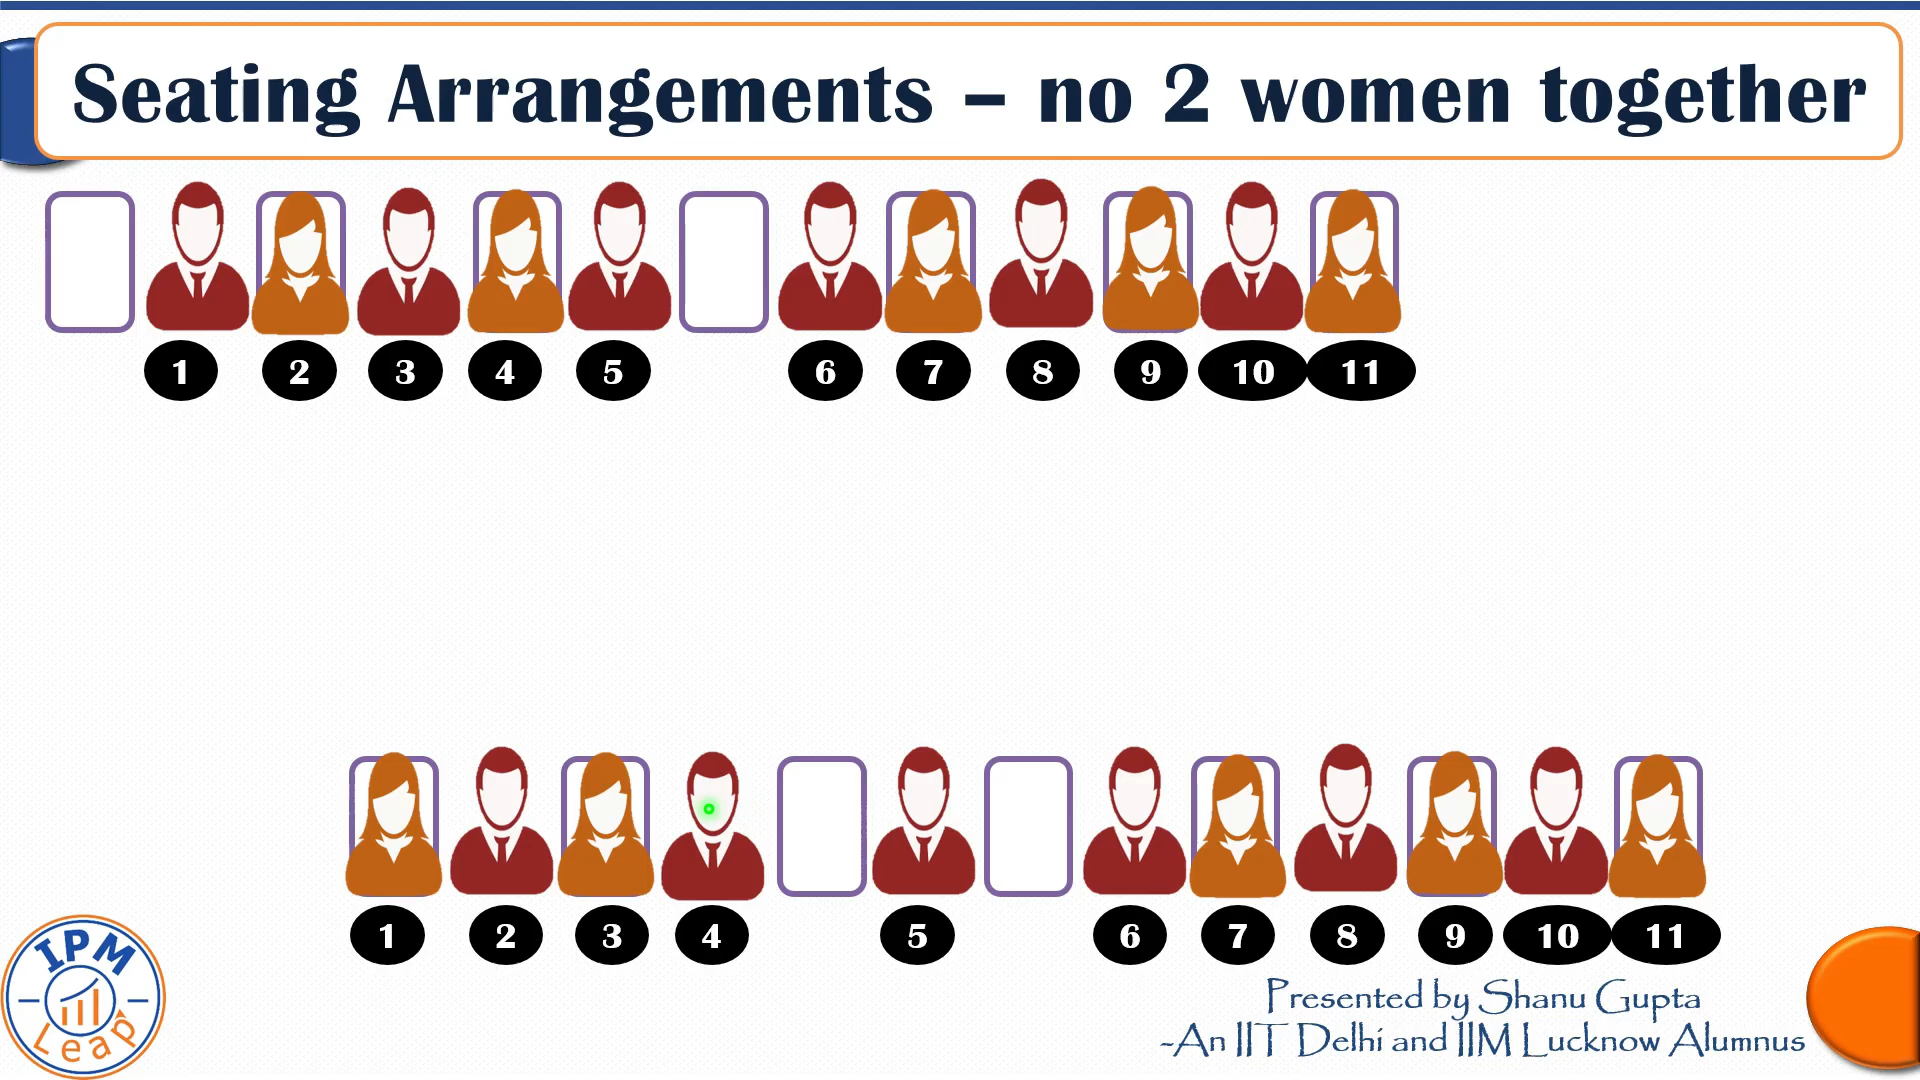 Seating Arrangements – no 2 women together
1 2 3 4 5 6 7 8 9 10 11
1 2 3 4 5 6 7 8 9 10 11
IPM
Leap
Presented by Shanu Gupta
-An IIT Delhi and IIM Lucknow Alumnus